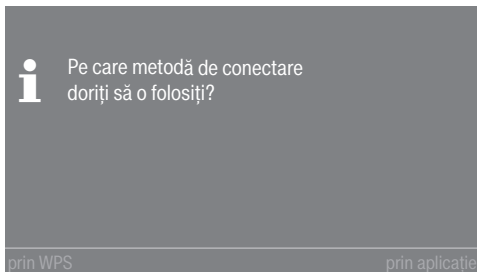 Pe care metodă de conectare
doriți să o folosiți?
prin WPS
prin aplicație